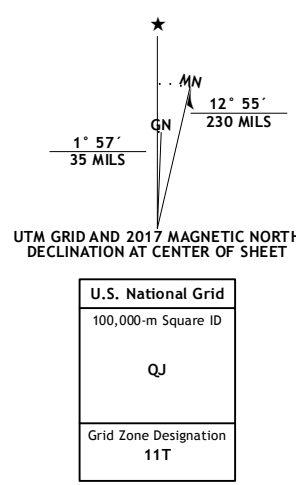 ★
MN
12° 55´
230 MILS
GN
1° 57´
35 MILS
UTM GRID AND 2017 MAGNETIC NORTH
DECLINATION AT CENTER OF SHEET
U.S. National Grid
100,000-m Square ID
QJ
Grid Zone Designation
11T